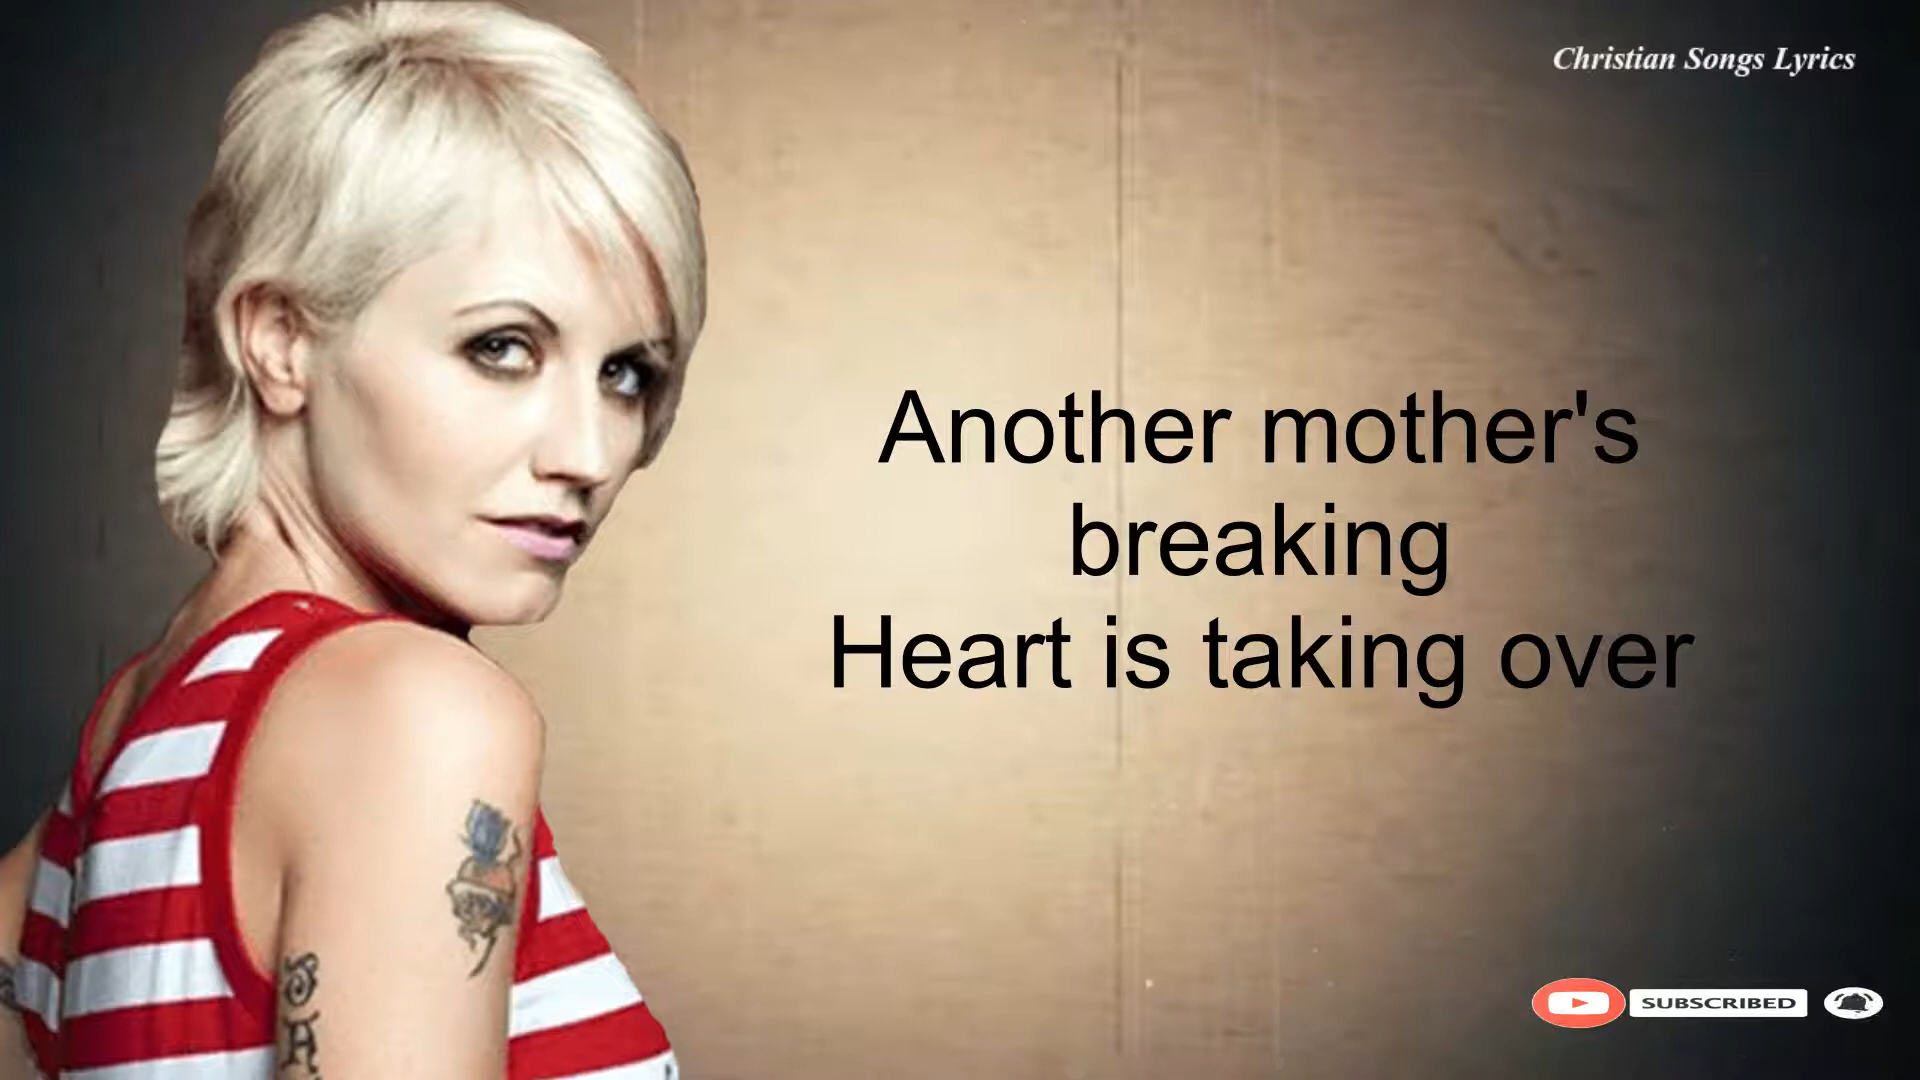 Christian Songs Lyrics
Another mother's
breaking
Heart is taking over
SUBSCRIBED